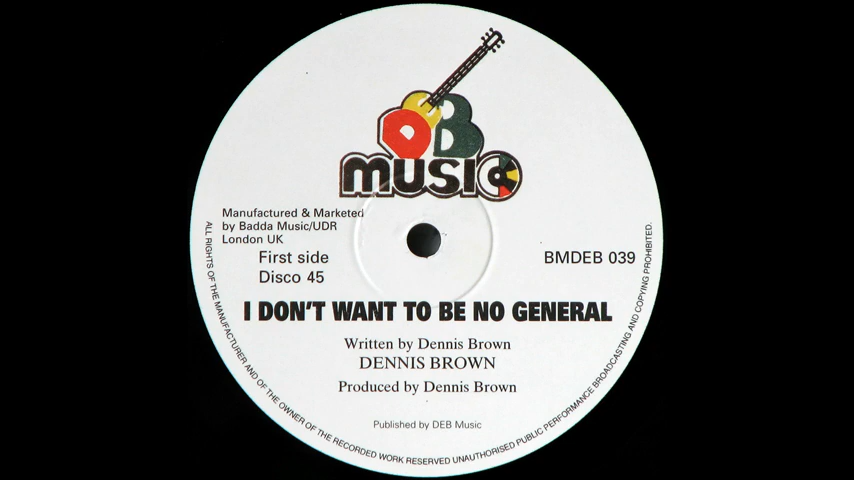 DEB
MUSIC
Manufactured & Marketed
by Badda Music/UDR
London UK
First side
Disco 45
BMDEB 039
I DON'T WANT TO BE NO GENERAL
Written by Dennis Brown
DENNIS BROWN
Produced by Dennis Brown
Published by DEB Music
ALL RIGHTS OF THE MANUFACTURER AND OF THE OWNER OF THE RECORDED WORK RESERVED UNAUTHORISED PUBLIC PERFORMANCE BROADCASTING AND COPYING PROHIBITED.